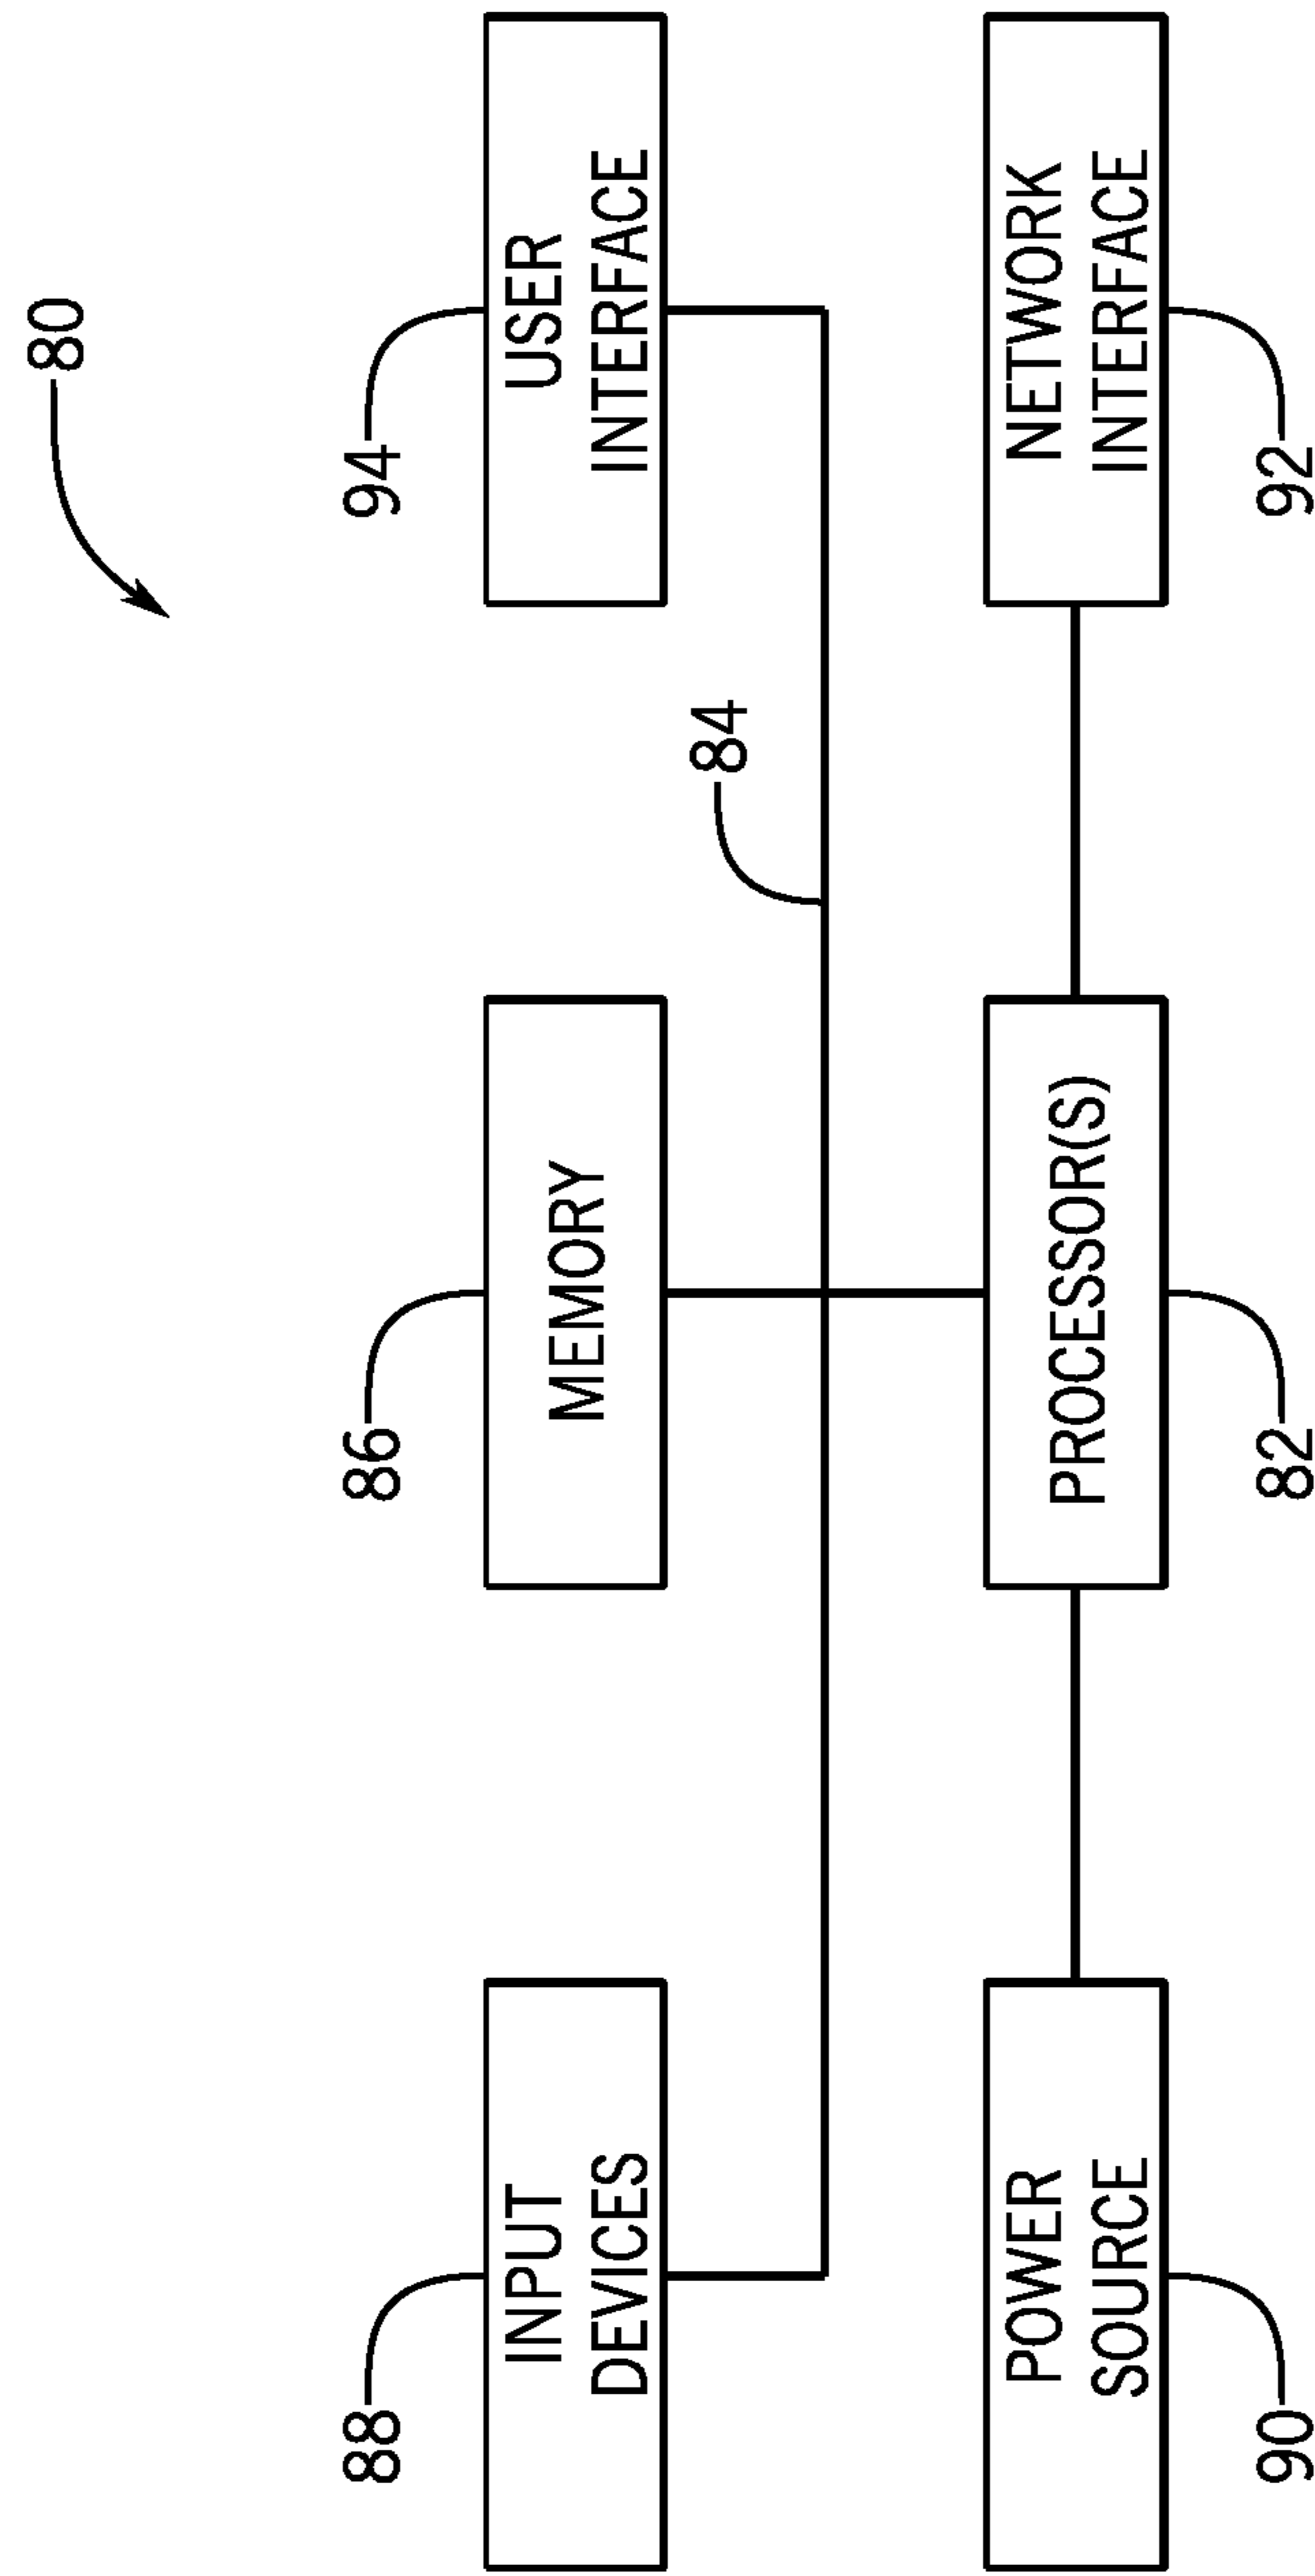 80
88
86
94
INPUT
DEVICES
MEMORY
USER
INTERFACE
84
POWER
SOURCE
PROCESSOR(S)
NETWORK
INTERFACE
90
82
92